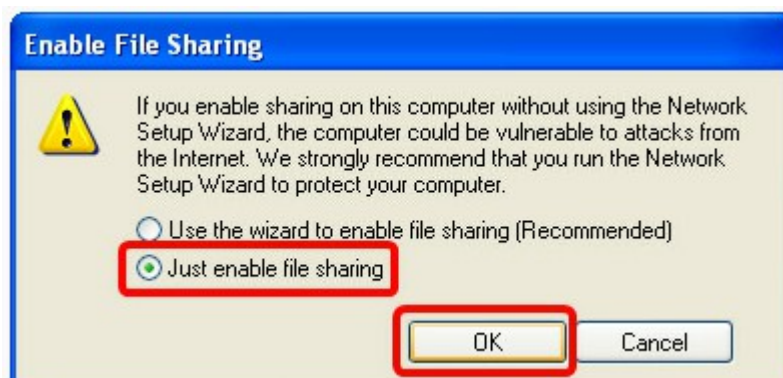 Enable File Sharing
If you enable sharing on this computer without using the Network
Setup Wizard, the computer could be vulnerable to attacks from
the Internet. We strongly recommend that you run the Network
Setup Wizard to protect your computer.
Use the wizard to enable file sharing (Recommended)
Just enable file sharing
OK Cancel